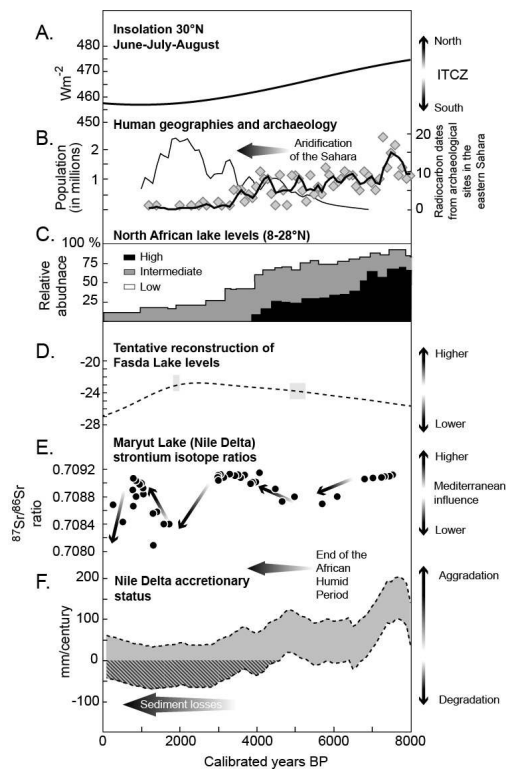 A.
Insolation 30°N
June-July-August
480
470
460
450
Wm-2
North
ITCZ
South
B.
Human geographies and archaeology
Aridification
of the Sahara
2
1
Population
(in millions)
20
10
0
Radiocarbon dates
from archaeological
sites in the
eastern Sahara
C.
North African lake levels (8-28°N)
100 %
75
50
25
Relative
abudnace
High
Intermediate
Low
D.
Tentative reconstruction of
Fasda Lake levels
-20
-24
-28
Higher
Lower
E.
Maryut Lake (Nile Delta)
strontium isotope ratios
0.7092
0.7088
0.7084
0.7080
87Sr/86Sr
ratio
Higher
Mediterranean
influence
Lower
End of the
African
Humid
Period
F.
Nile Delta accretionary
status
200
100
0
-100
mm/century
Aggradation
Degradation
Sediment losses
0 2000 4000 6000 8000
Calibrated years BP